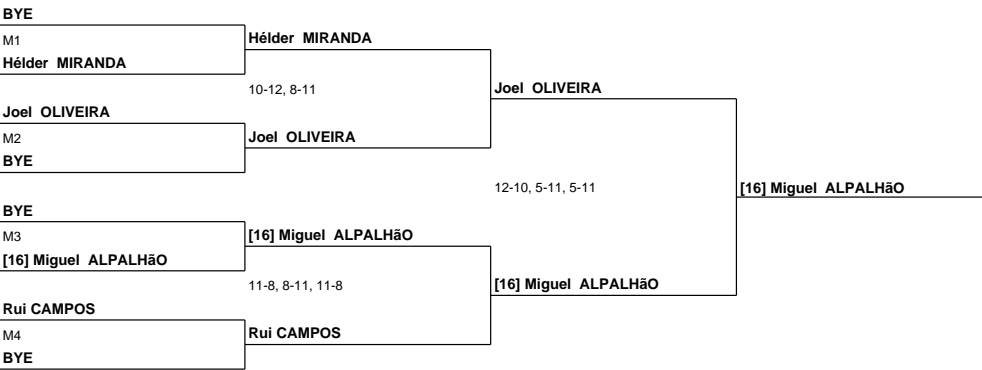 BYE
M1
Hélder MIRANDA
Hélder MIRANDA
10-12, 8-11
Joel OLIVEIRA
Joel OLIVEIRA
M2
BYE
Joel OLIVEIRA
12-10, 5-11, 5-11
[16] Miguel ALPALHãO
BYE
M3
[16] Miguel ALPALHãO
[16] Miguel ALPALHãO
11-8, 8-11, 11-8
[16] Miguel ALPALHãO
Rui CAMPOS
M4
BYE
Rui CAMPOS